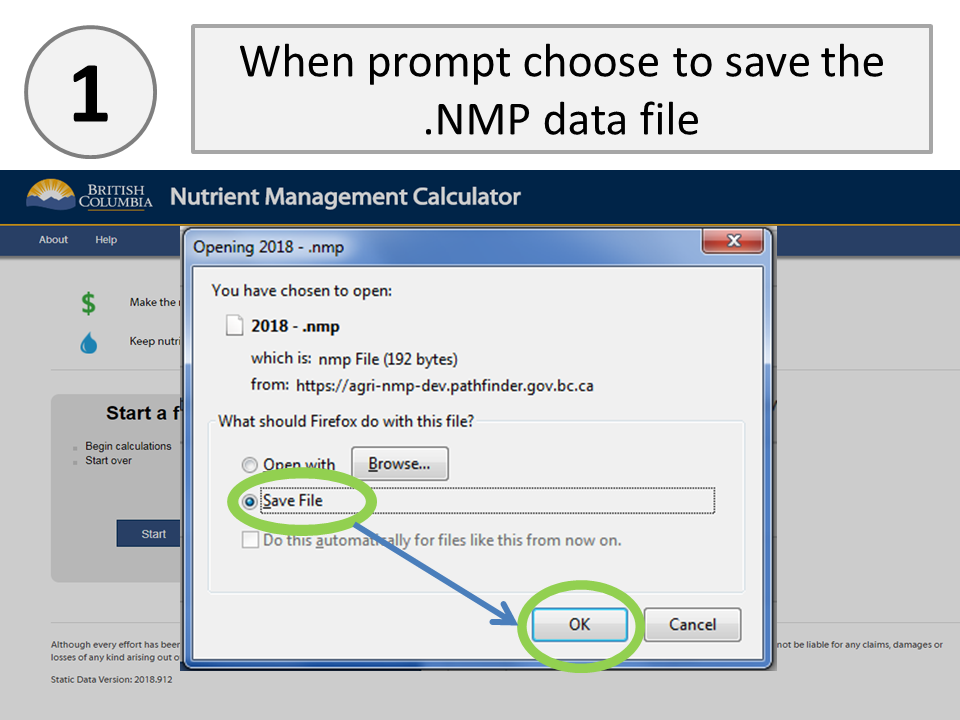 1
When prompt choose to save the
.NMP data file
BRITISH
COLUMBIA
Nutrient Management Calculator
About Help
Opening 2018 - .nmp
You have chosen to open:
2018 - .nmp
which is: nmp File (192 bytes)
from: https://agri-nmp-dev.pathfinder.gov.bc.ca
What should Firefox do with this file?
Open with Browse...
Save File
Do this automatically for files like this from now on.
OK Cancel
$ Make the
Keep nutri
Start a f
Begin calculations
Start over
Start
Although every effort has been not be liable for any claims, damages or
losses of any kind arising out o
Static Data Version: 2018.912